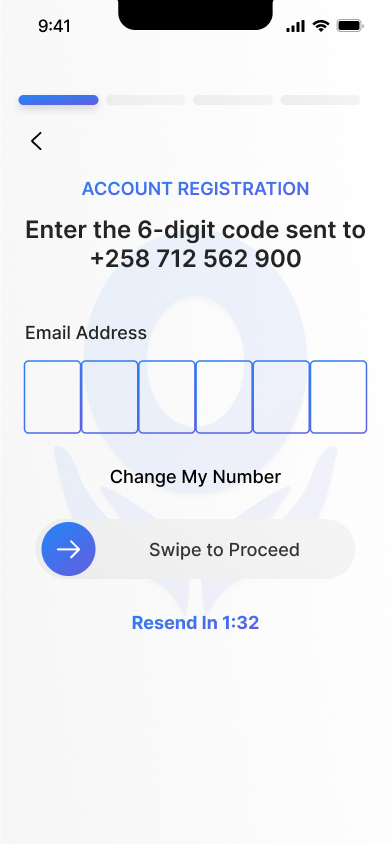 9:41
ACCOUNT REGISTRATION
Enter the 6-digit code sent to
+258 712 562 900
Email Address
Change My Number
Swipe to Proceed
Resend In 1:32